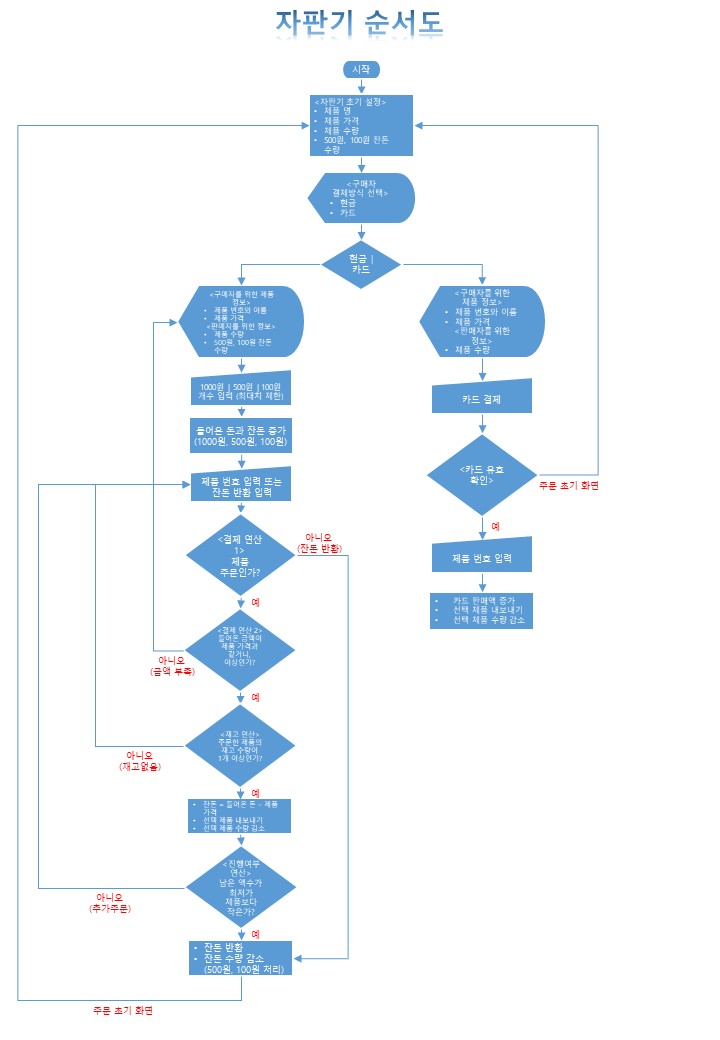 자판기 순서도
시작
<자판기 초기 설정>
• 제품 명
• 제품 가격
• 제품 수량
• 500원, 100원 잔돈
수량
<구매자
결제방식 선택>
• 현금
• 카드
현금 |
카드
<구매자를 위한 제품
정보>
• 제품 번호와 이름
• 제품 가격
<판매자를 위한 정보>
• 제품 수량
• 500원, 100원 잔돈
수량
1000원 | 500원 | 100원
개수 입력 (최대치 제한)
들어온 돈과 잔돈 증가
(1000원, 500원, 100원)
제품 번호 입력 또는
잔돈 반환 입력
<결제 연산
1>
제품
주문인가?
아니오
(잔돈 반환)
예
<결제 연산 2>
들어온 금액이
제품 가격과
같거나,
이상인가?
아니오
(금액 부족)
예
<재고 연산>
주문한 제품의
재고 수량이
1개 이상인가?
아니오
(재고없음)
예
• 잔돈 = 들어온 돈 - 제품
가격
• 선택 제품 내보내기
• 선택 제품 수량 감소
<진행여부
연산>
남은 액수가
최저가
제품보다
작은가?
아니오
(추가주문)
예
• 잔돈 반환
• 잔돈 수량 감소
(500원, 100원 처리)
주문 초기 화면
<구매자를 위한
제품 정보>
• 제품 번호와 이름
• 제품 가격
<판매자를 위한
정보>
• 제품 수량
카드 결제
<카드 유효
확인>
주문 초기 화면
예
제품 번호 입력
• 카드 판매액 증가
• 선택 제품 내보내기
• 선택 제품 수량 감소